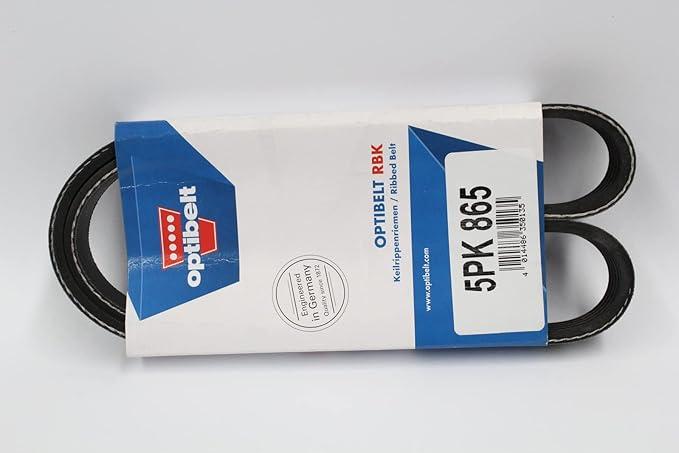 optibelt
OPTIBELT RBK
Keilrippenriemen / Ribbed Belt
Engineered
in Germany
Quality since 1872
www.optibelt.com
5PK 865
4 014486 350135